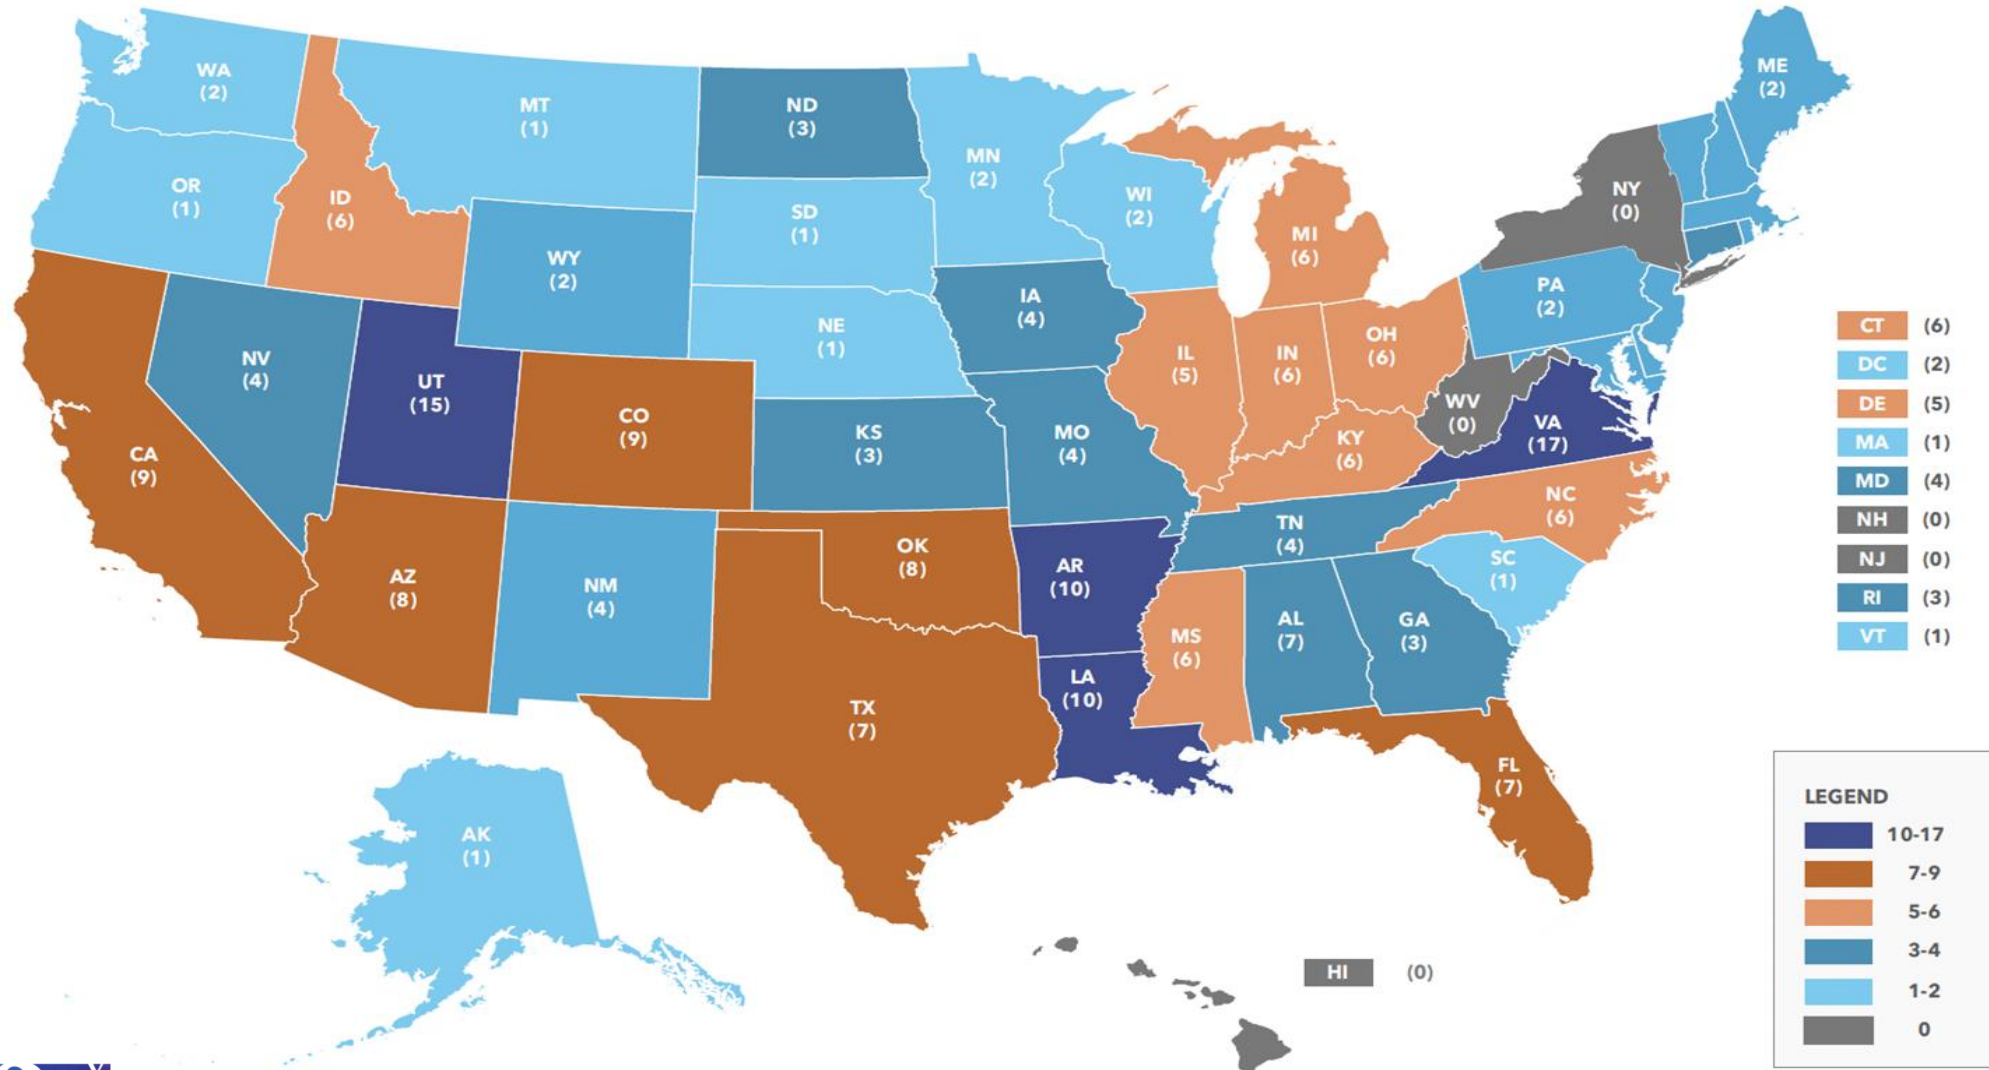 WA
(2)
MT
(1)
ND
(3)
MN
(2)
ME
(2)
OR
(1)
ID
(6)
SD
(1)
WI
(2)
NY
(0)
WY
(2)
MI
(6)
IA
(4)
PA
(2)
NE
(1)
NV
(4)
UT
(15)
IL
(5)
IN
(6)
OH
(6)
CO
(9)
WV
(0)
VA
(17)
CA
(9)
KS
(3)
MO
(4)
KY
(6)
NC
(6)
TN
(4)
OK
(8)
AR
(10)
SC
(1)
AZ
(8)
NM
(4)
MS
(6)
AL
(7)
GA
(3)
LA
(10)
TX
(7)
FL
(7)
AK
(1)
HI (0)
CT (6)
DC (2)
DE (5)
MA (1)
MD (4)
NH (0)
NJ (0)
RI (3)
VT (1)
LEGEND
10-17
7-9
5-6
3-4
1-2
0